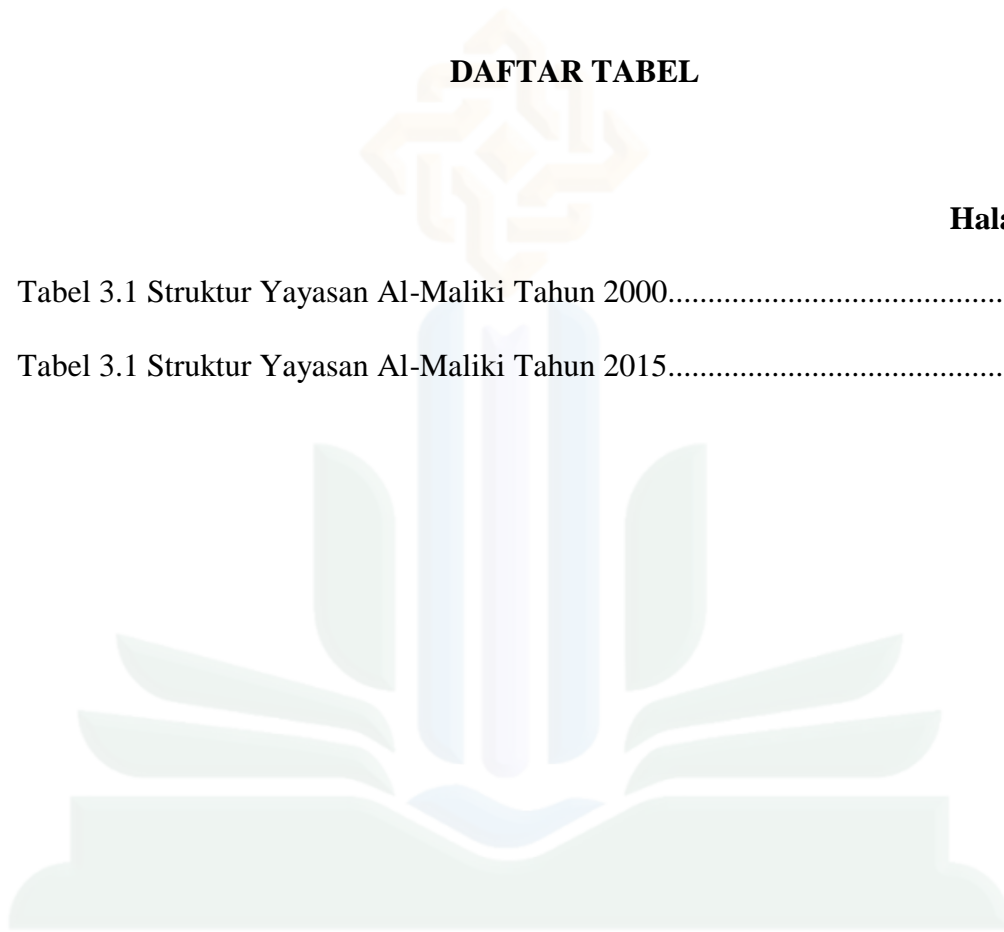 DAFTAR TABEL
Hala
Tabel 3.1 Struktur Yayasan Al-Maliki Tahun 2000..........................................
Tabel 3.1 Struktur Yayasan Al-Maliki Tahun 2015..........................................